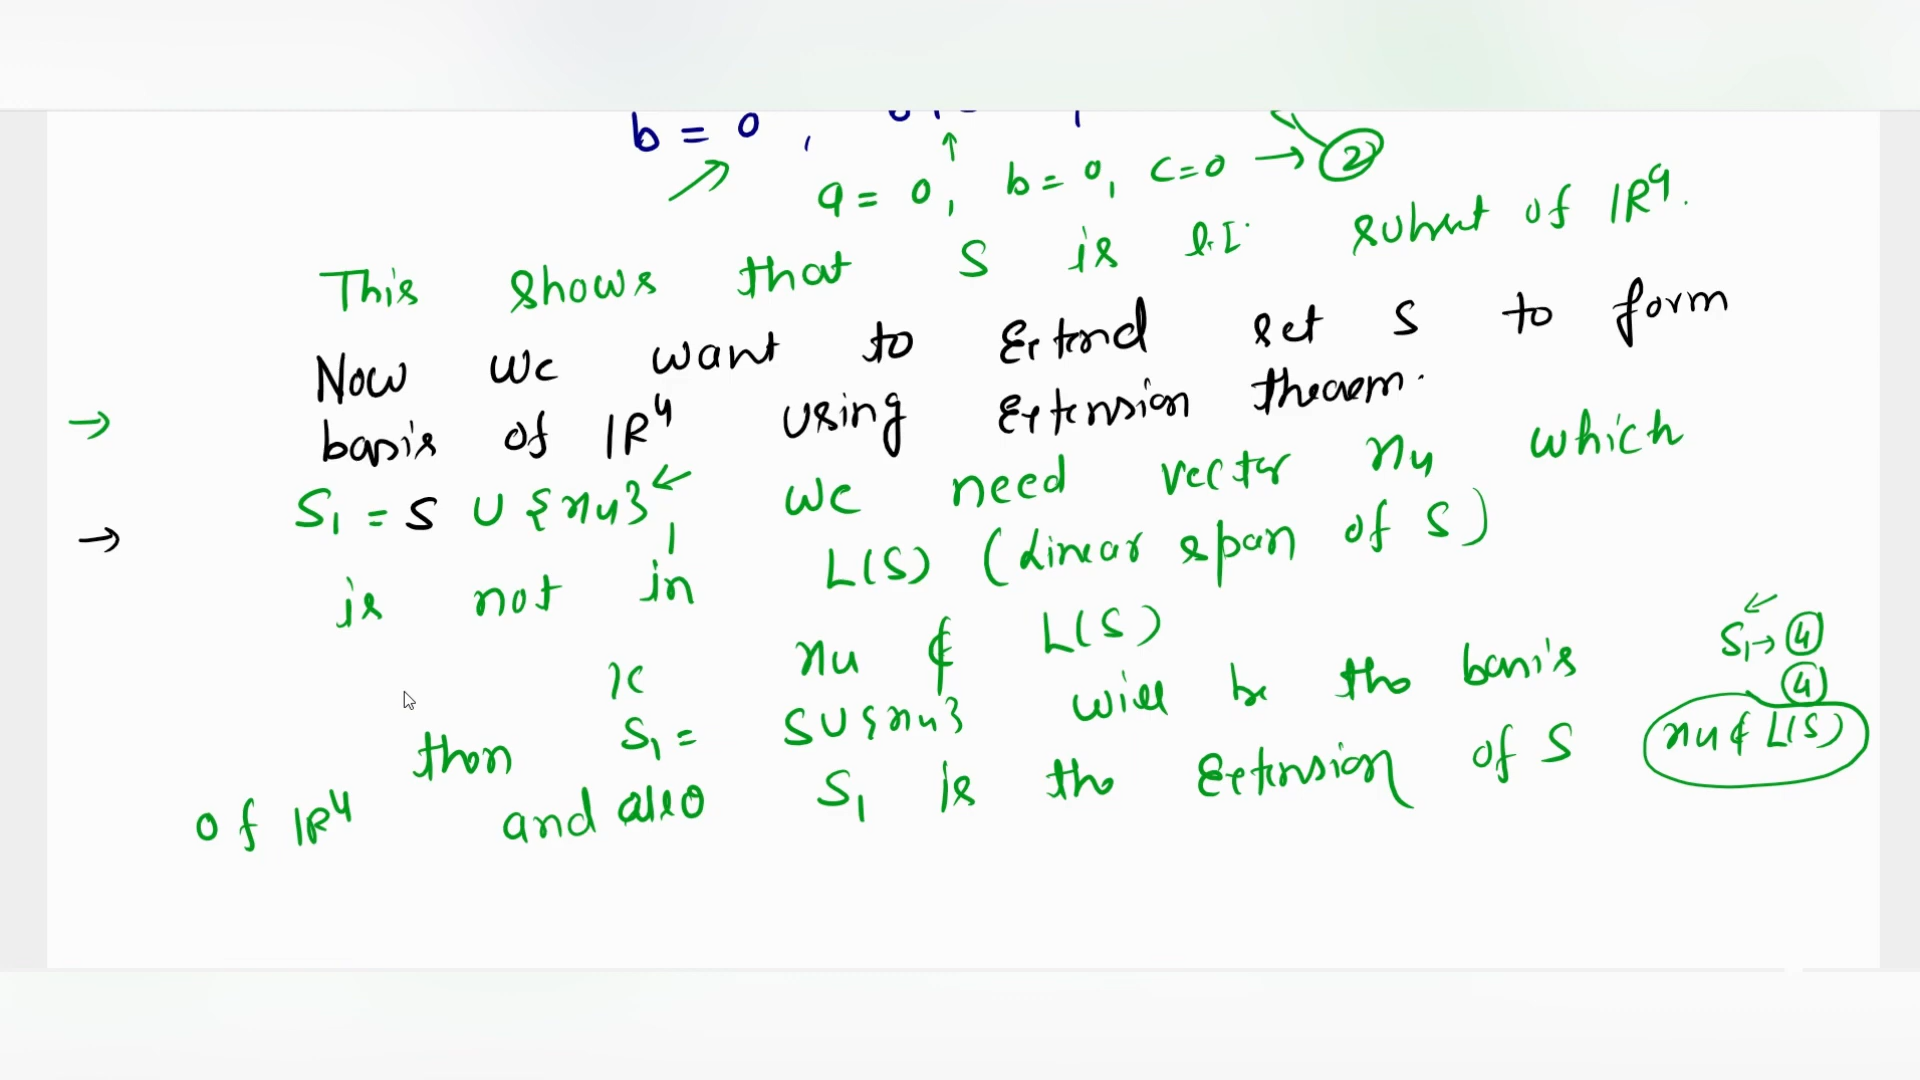 b = 0 ,
a = 0, b = 0, c = 0 → ②
This shows that S is L.I. subset of IR⁴.
Now we want to Extend set S to form
→ basis of IR⁴ using Extension theorem.
→ S₁ = S ∪ {x₄}, we need vector x₄ which
is not in L(S) (Linear span of S)
If x₄ ∉ L(S)
then S₁ = S ∪ {x₄} will be the basis
of IR⁴ and also S₁ is the Extension of S
S₁ → ④
④
x₄ ∉ L(S)